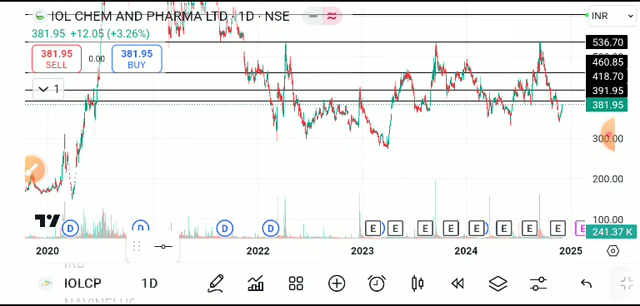 IOL CHEM AND PHARMA LTD · 1D · NSE
INR
381.95 +12.05 (+3.26%)
381.95
SELL
0.00
381.95
BUY
1
536.70
460.85
418.70
391.95
381.95
300.00
200.00
100.00
241.37 K
D D D D E E E E E E E E
2020 2022 2023 2024 2025
IOLCP 1D